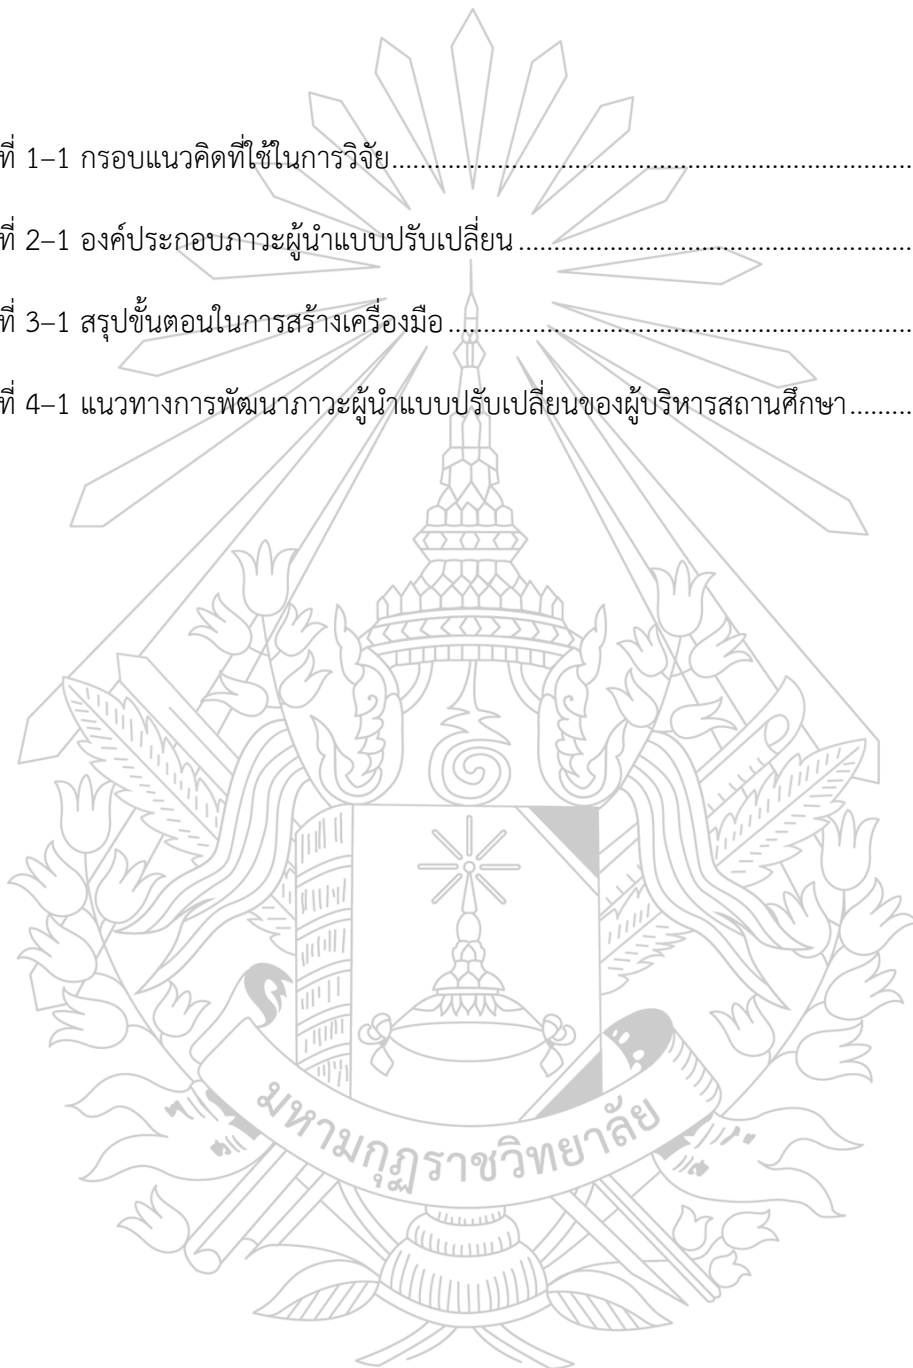 ที่ 1–1 กรอบแนวคิดที่ใช้ในการวิจัย
ที่ 2–1 องค์ประกอบภาวะผู้นำแบบปรับเปลี่ยน
ที่ 3–1 สรุปขั้นตอนในการสร้างเครื่องมือ
ที่ 4–1 แนวทางการพัฒนาภาวะผู้นำแบบปรับเปลี่ยนของผู้บริหารสถานศึกษา
มหามกุฏราชวิทยาลัย